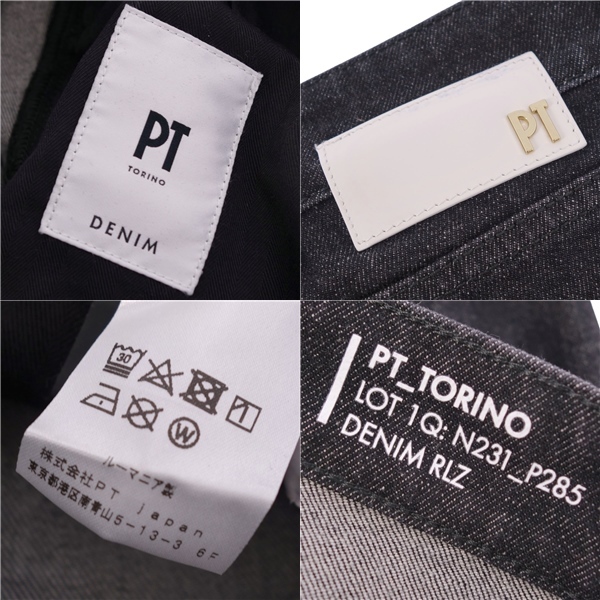 PT
TORINO
DENIM
PT
30
W
ルーマニア製
株式会社PT japan
東京都港区南青山5-13-3 6F
PT_TORINO
LOT 1Q: N231_P285
DENIM RLZ